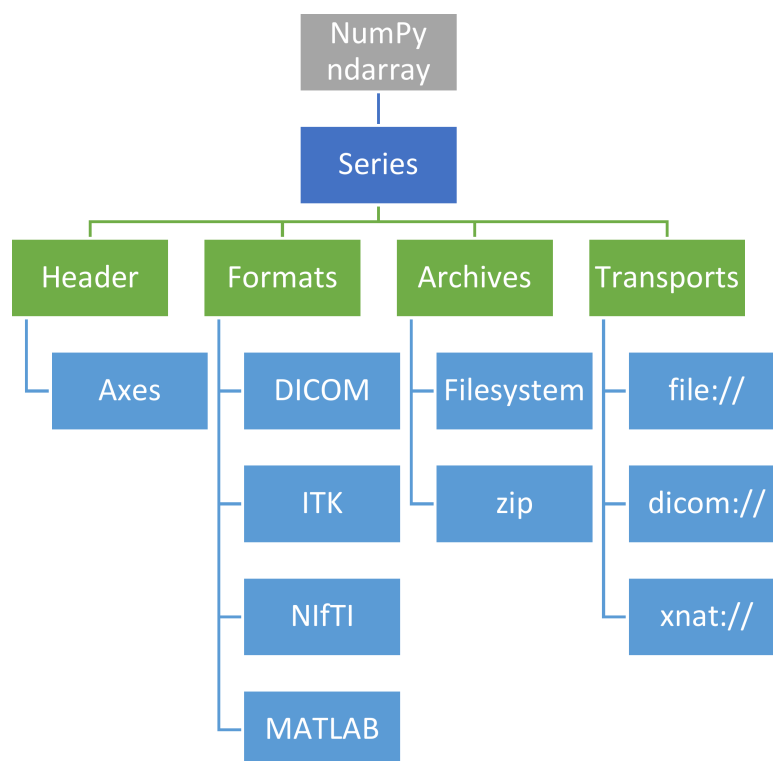 NumPy
ndarray
Series
Header
Formats
Archives
Transports
Axes
DICOM
Filesystem
file://
ITK
zip
dicom://
NIfTI
xnat://
MATLAB